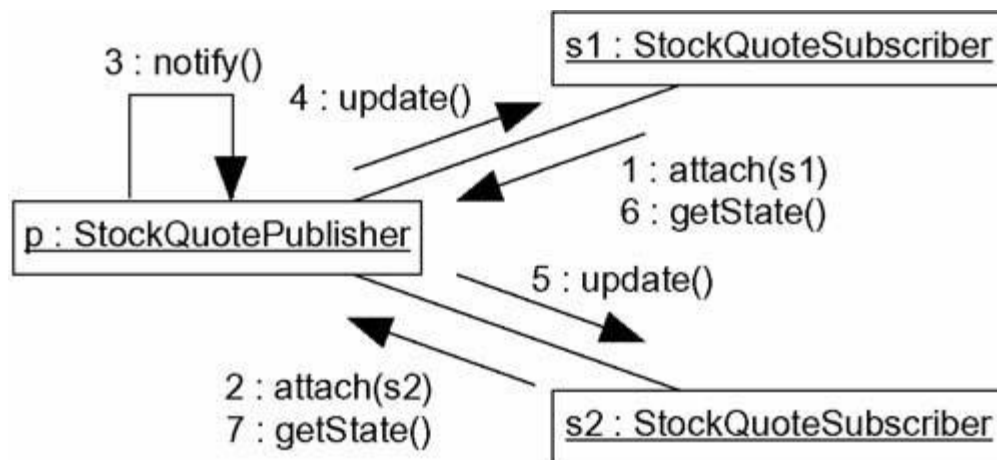 s1 : StockQuoteSubscriber
3 : notify()
4 : update()
1 : attach(s1)
6 : getState()
p : StockQuotePublisher
5 : update()
2 : attach(s2)
7 : getState()
s2 : StockQuoteSubscriber